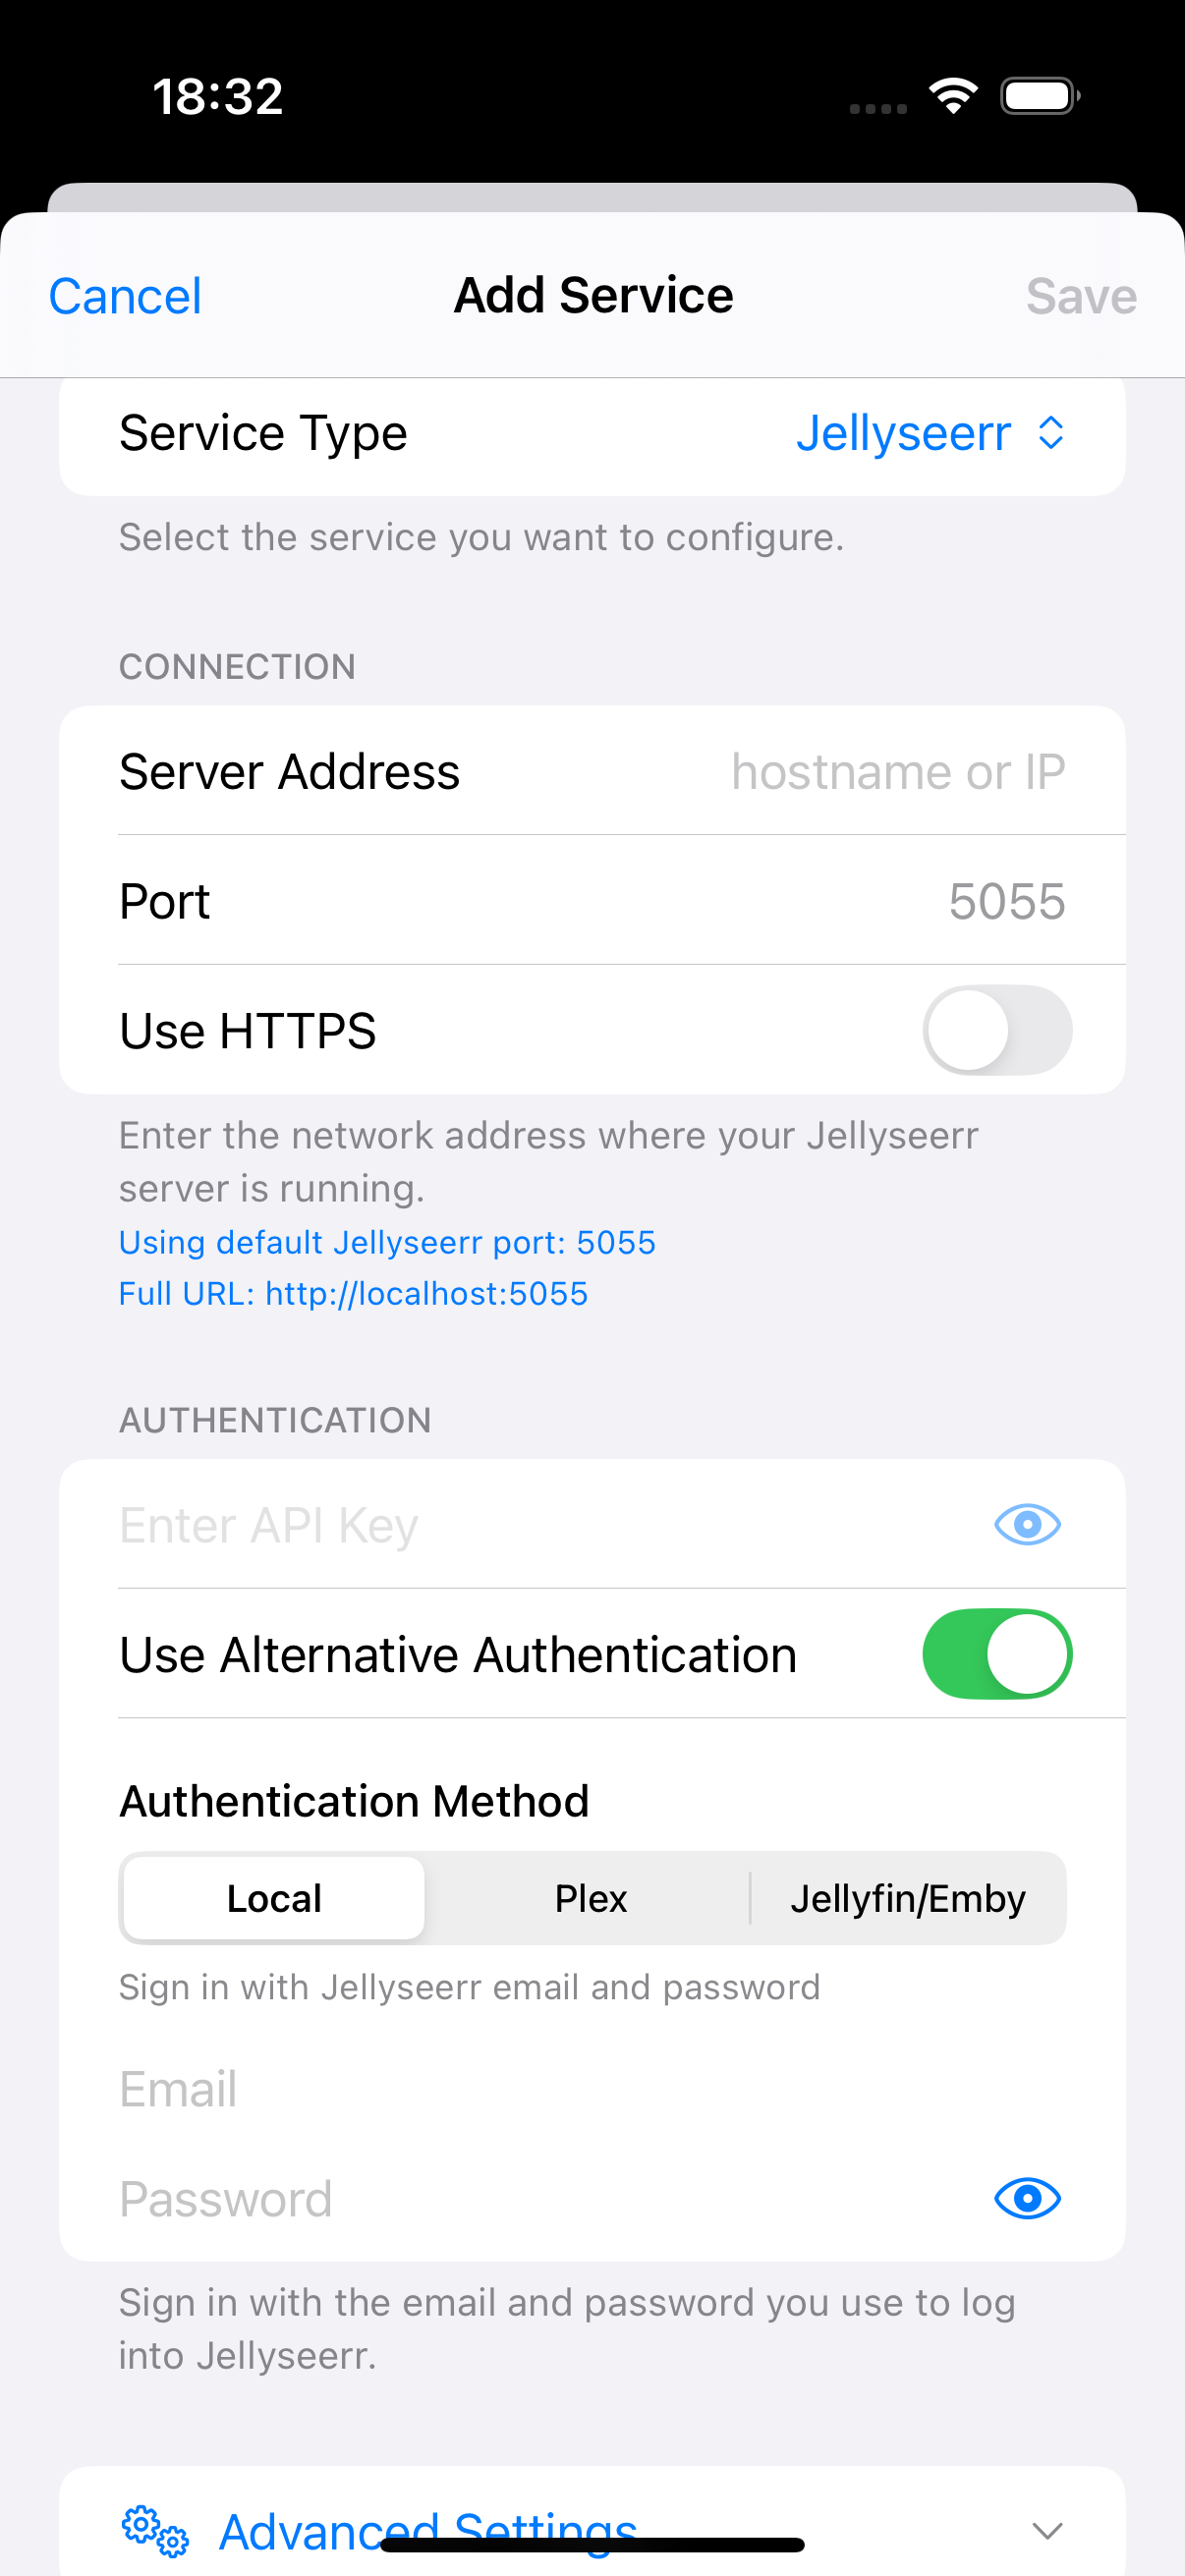 18:32
Cancel
Add Service
Save
Service Type
Jellyseerr
Select the service you want to configure.
CONNECTION
Server Address
hostname or IP
Port
5055
Use HTTPS
Enter the network address where your Jellyseerr
server is running.
Using default Jellyseerr port: 5055
Full URL: http://localhost:5055
AUTHENTICATION
Enter API Key
Use Alternative Authentication
Authentication Method
Local
Plex
Jellyfin/Emby
Sign in with Jellyseerr email and password
Email
Password
Sign in with the email and password you use to log
into Jellyseerr.
Advanced Settings